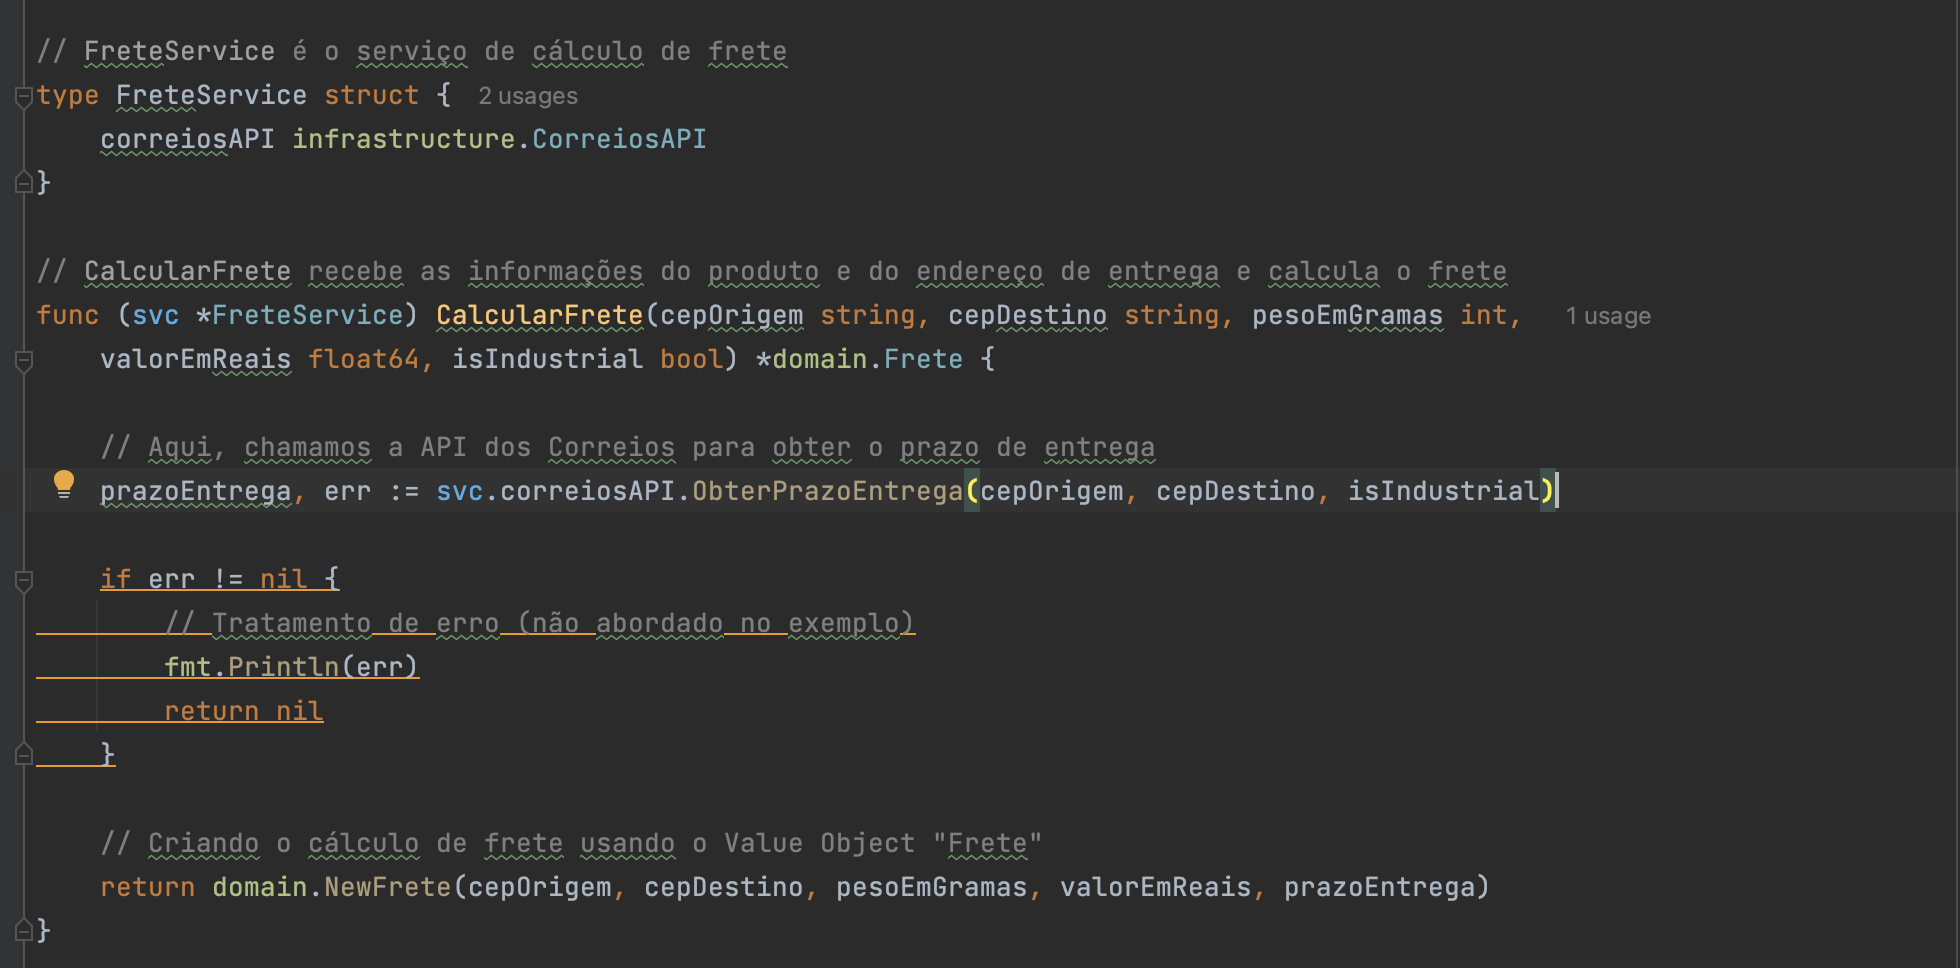 // FreteService é o serviço de cálculo de frete
type FreteService struct {  2 usages
    correiosAPI infrastructure.CorreiosAPI
}
// CalcularFrete recebe as informações do produto e do endereço de entrega e calcula o frete
func (svc *FreteService) CalcularFrete(cepOrigem string, cepDestino string, pesoEmGramas int,  1 usage
    valorEmReais float64, isIndustrial bool) *domain.Frete {
    // Aqui, chamamos a API dos Correios para obter o prazo de entrega
    prazoEntrega, err := svc.correiosAPI.ObterPrazoEntrega(cepOrigem, cepDestino, isIndustrial)
    if err != nil {
        // Tratamento de erro (não abordado no exemplo)
        fmt.Println(err)
        return nil
    }
    // Criando o cálculo de frete usando o Value Object "Frete"
    return domain.NewFrete(cepOrigem, cepDestino, pesoEmGramas, valorEmReais, prazoEntrega)
}